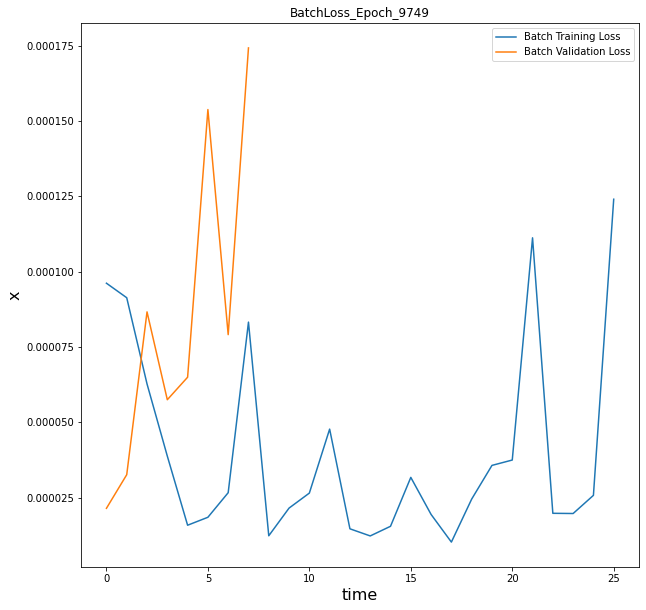 BatchLoss_Epoch_9749
Batch Training Loss
Batch Validation Loss
0.000175
0.000150
0.000125
0.000100
0.000075
0.000050
0.000025
x
0 5 10 15 20 25
time